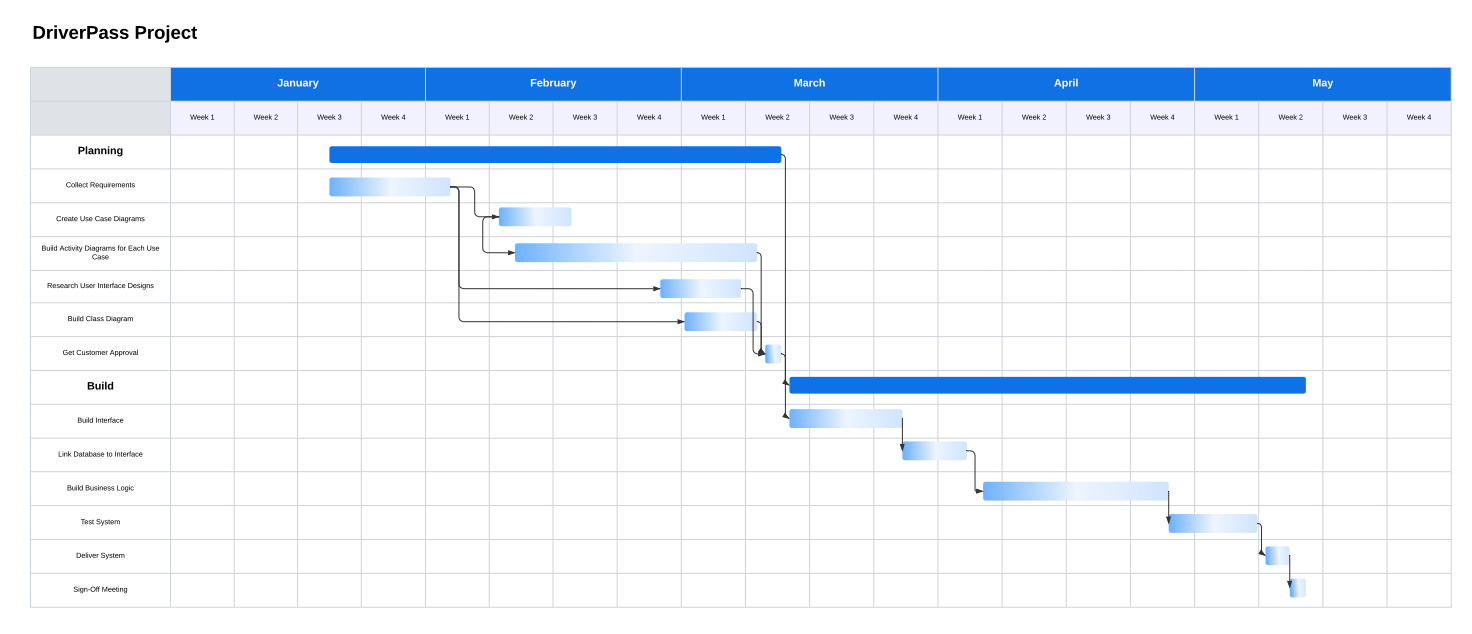 DriverPass Project
January February March April May
Week 1 Week 2 Week 3 Week 4 Week 1 Week 2 Week 3 Week 4 Week 1 Week 2 Week 3 Week 4 Week 1 Week 2 Week 3 Week 4 Week 1 Week 2 Week 3 Week 4
Planning
Collect Requirements
Create Use Case Diagrams
Build Activity Diagrams for Each Use
Case
Research User Interface Designs
Build Class Diagram
Get Customer Approval
Build
Build Interface
Link Database to Interface
Build Business Logic
Test System
Deliver System
Sign-Off Meeting